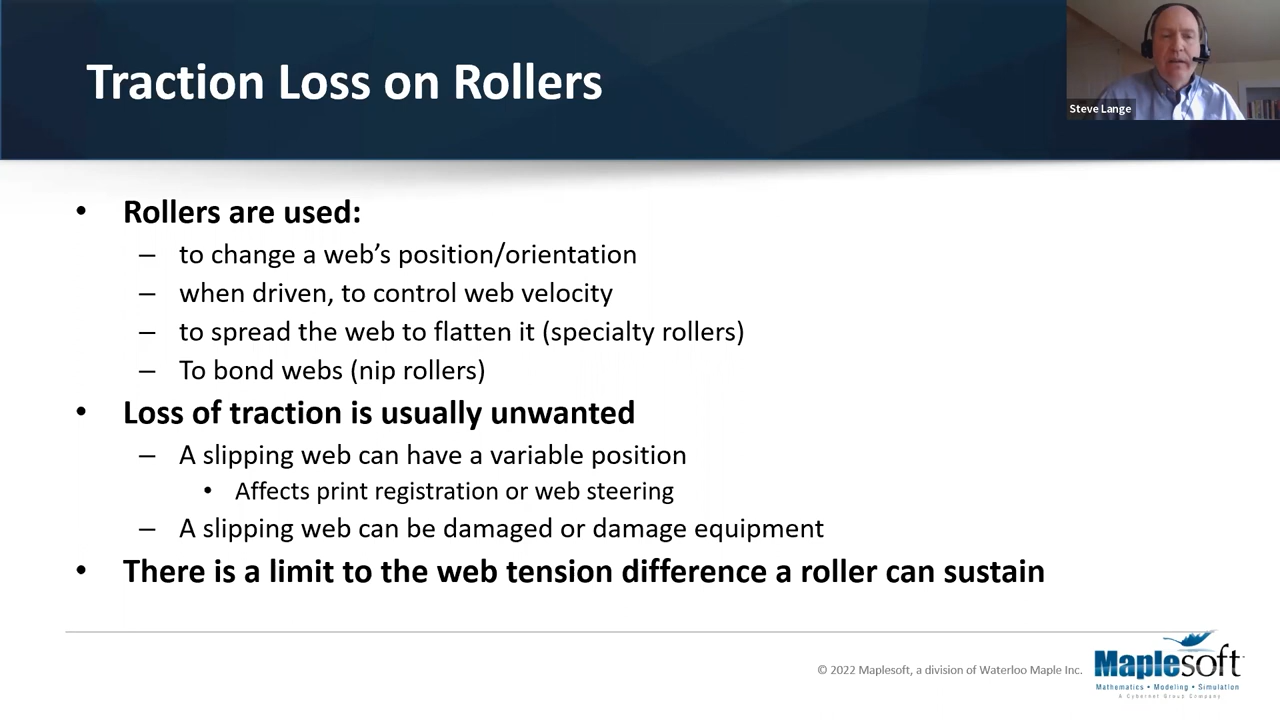 Traction Loss on Rollers
Steve Lange
• Rollers are used:
– to change a web’s position/orientation
– when driven, to control web velocity
– to spread the web to flatten it (specialty rollers)
– To bond webs (nip rollers)
• Loss of traction is usually unwanted
– A slipping web can have a variable position
• Affects print registration or web steering
– A slipping web can be damaged or damage equipment
• There is a limit to the web tension difference a roller can sustain
© 2022 Maplesoft, a division of Waterloo Maple Inc.
Maplesoft
Mathematics • Modeling • Simulation
A Cybernet Group Company